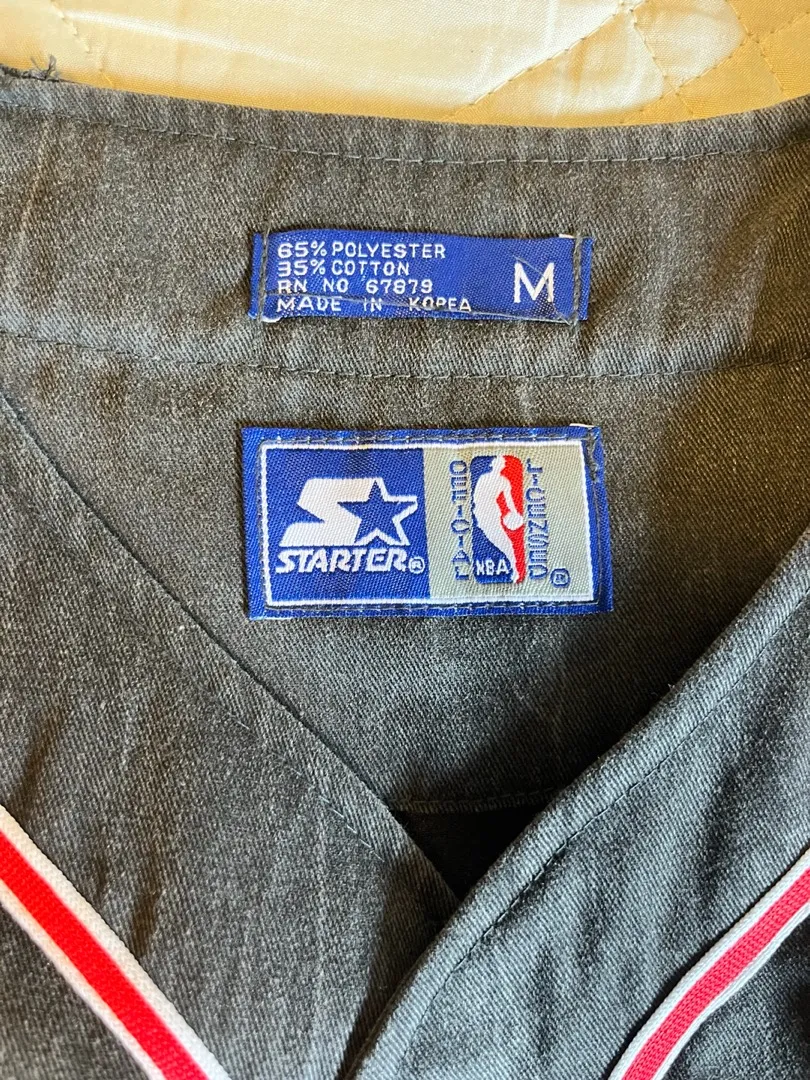 65% POLYESTER
35% COTTON
RN NO 67879
MADE IN KOREA
M
STARTER®
OFFICIAL
NBA
LICENSED
®